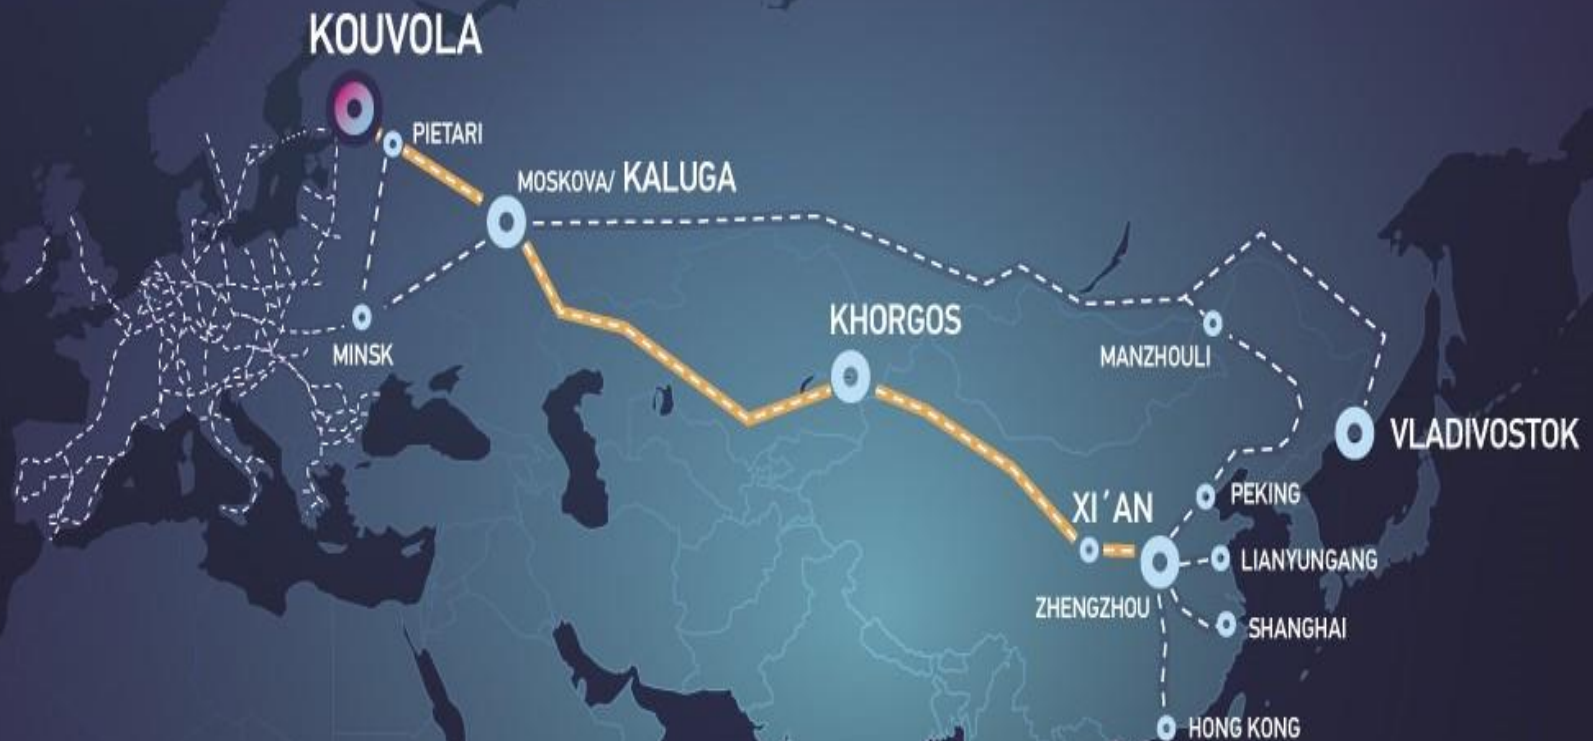 KOUVOLA
PIETARI
MOSKOVA/ KALUGA
KHORGOS
MINSK
MANZHOULI
VLADIVOSTOK
XI´AN
PEKING
LIANYUNGANG
ZHENGZHOU
SHANGHAI
HONG KONG